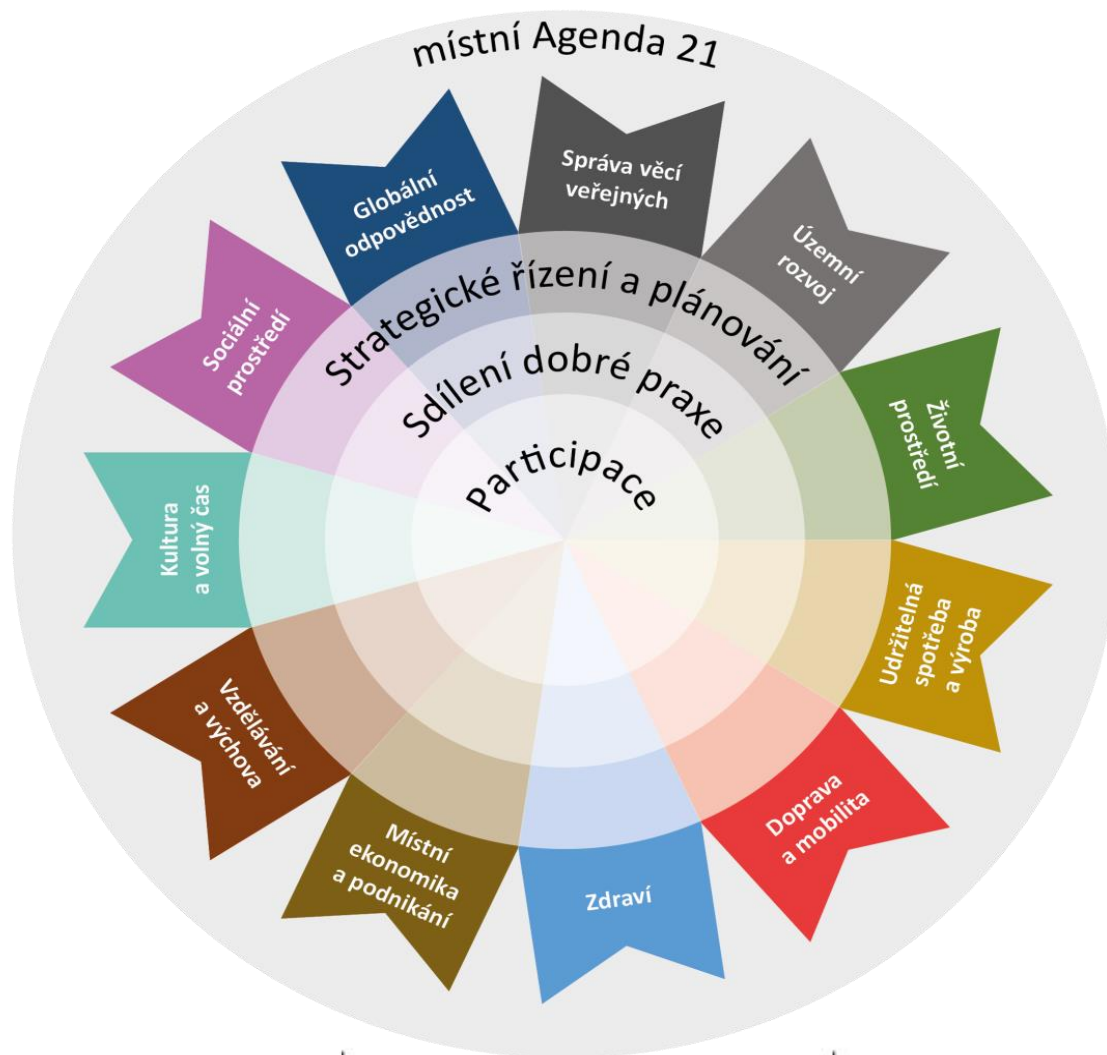 místní Agenda 21
Správa věcí
veřejných
Územní
rozvoj
Životní
prostředí
Udržitelná
spotřeba
a výroba
Doprava
a mobilita
Zdraví
Místní
ekonomika
a podnikání
Vzdělávání
a výchova
Kultura
a volný čas
Sociální
prostředí
Globální
odpovědnost
Strategické řízení a plánování
Sdílení dobré praxe
Participace